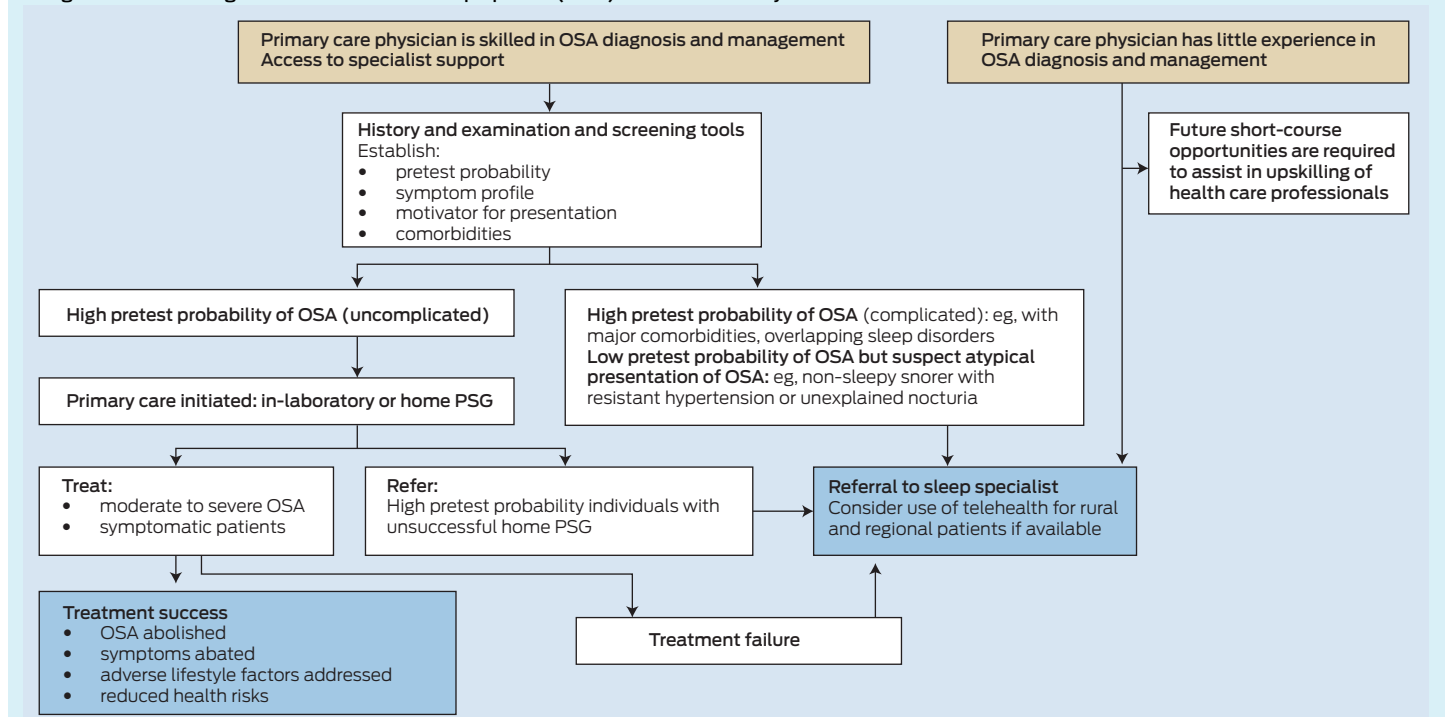 Primary care physician is skilled in OSA diagnosis and management
Access to specialist support
Primary care physician has little experience in
OSA diagnosis and management
History and examination and screening tools
Establish:
• pretest probability
• symptom profile
• motivator for presentation
• comorbidities
Future short-course
opportunities are required
to assist in upskilling of
health care professionals
High pretest probability of OSA (uncomplicated)
High pretest probability of OSA (complicated): eg, with
major comorbidities, overlapping sleep disorders
Low pretest probability of OSA but suspect atypical
presentation of OSA: eg, non-sleepy snorer with
resistant hypertension or unexplained nocturia
Primary care initiated: in-laboratory or home PSG
Treat:
• moderate to severe OSA
• symptomatic patients
Refer:
High pretest probability individuals with
unsuccessful home PSG
Referral to sleep specialist
Consider use of telehealth for rural
and regional patients if available
Treatment success
• OSA abolished
• symptoms abated
• adverse lifestyle factors addressed
• reduced health risks
Treatment failure